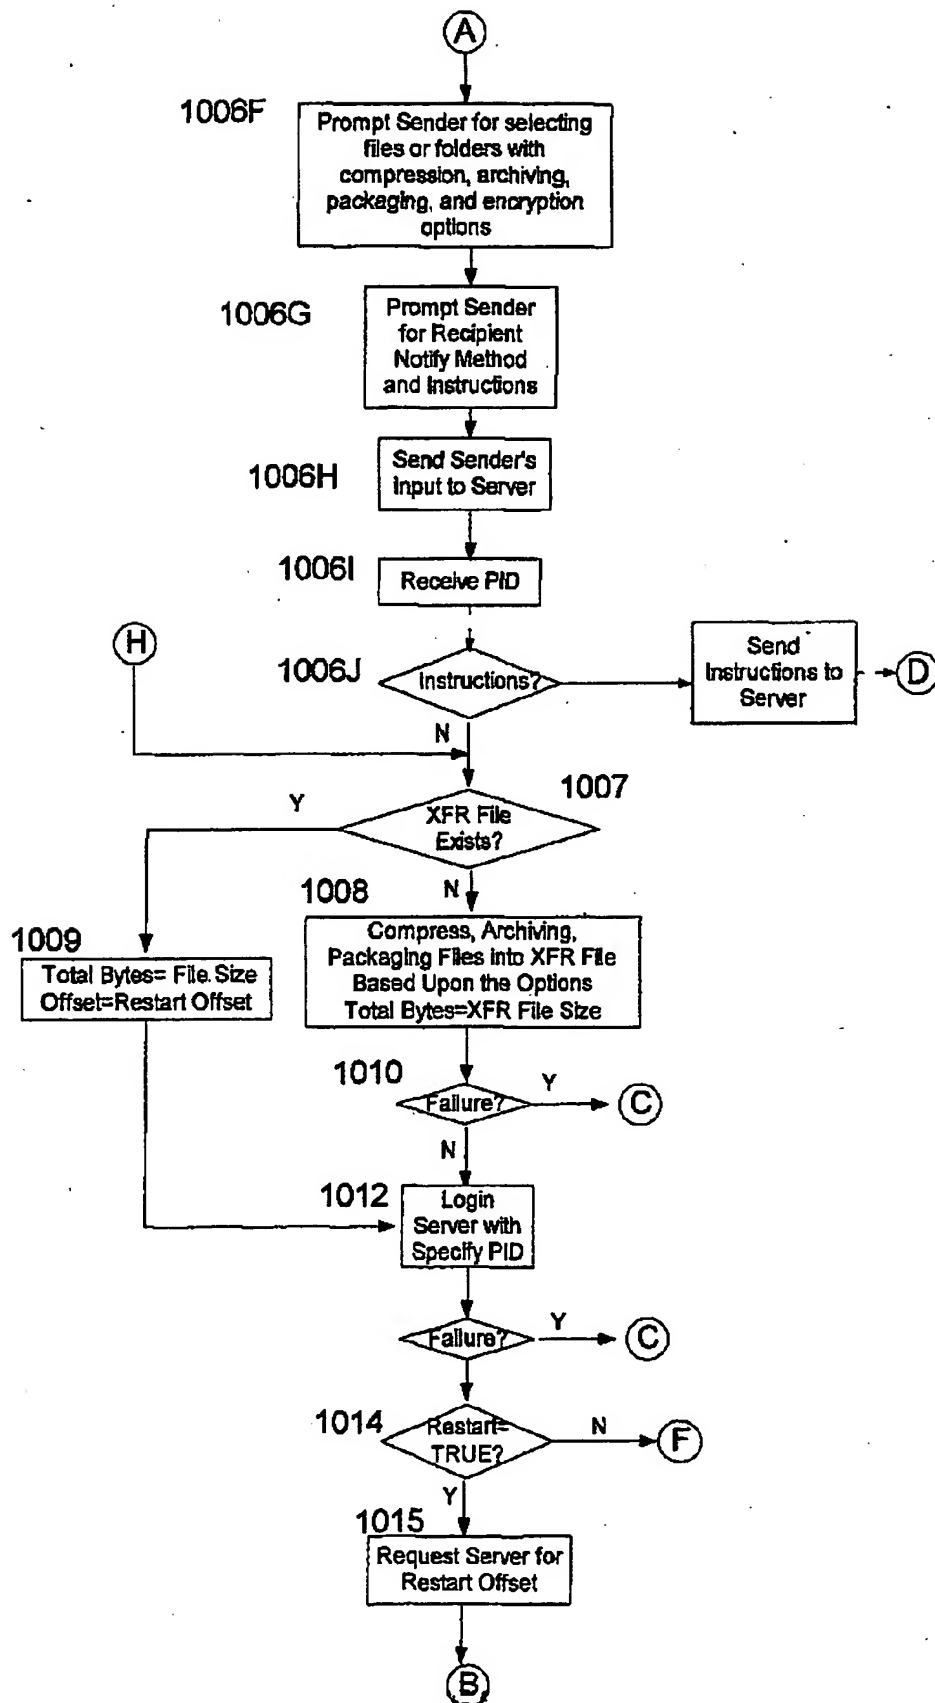 A
1006F
Prompt Sender for selecting
files or folders with
compression, archiving,
packaging, and encryption
options
1006G
Prompt Sender
for Recipient
Notify Method
and Instructions
1006H
Send Sender's
Input to Server
1006I
Receive PID
H
1006J
Instructions?
Send
Instructions to
Server
D
N
1007
Y
XFR File
Exists?
N
1008
Compress, Archiving,
Packaging Files into XFR File
Based Upon the Options
Total Bytes=XFR File Size
1009
Total Bytes= File Size
Offset=Restart Offset
1010
Failure?
Y
C
N
1012
Login
Server with
Specify PID
Failure?
Y
C
1014
Restart=
TRUE?
N
F
Y
1015
Request Server for
Restart Offset
B